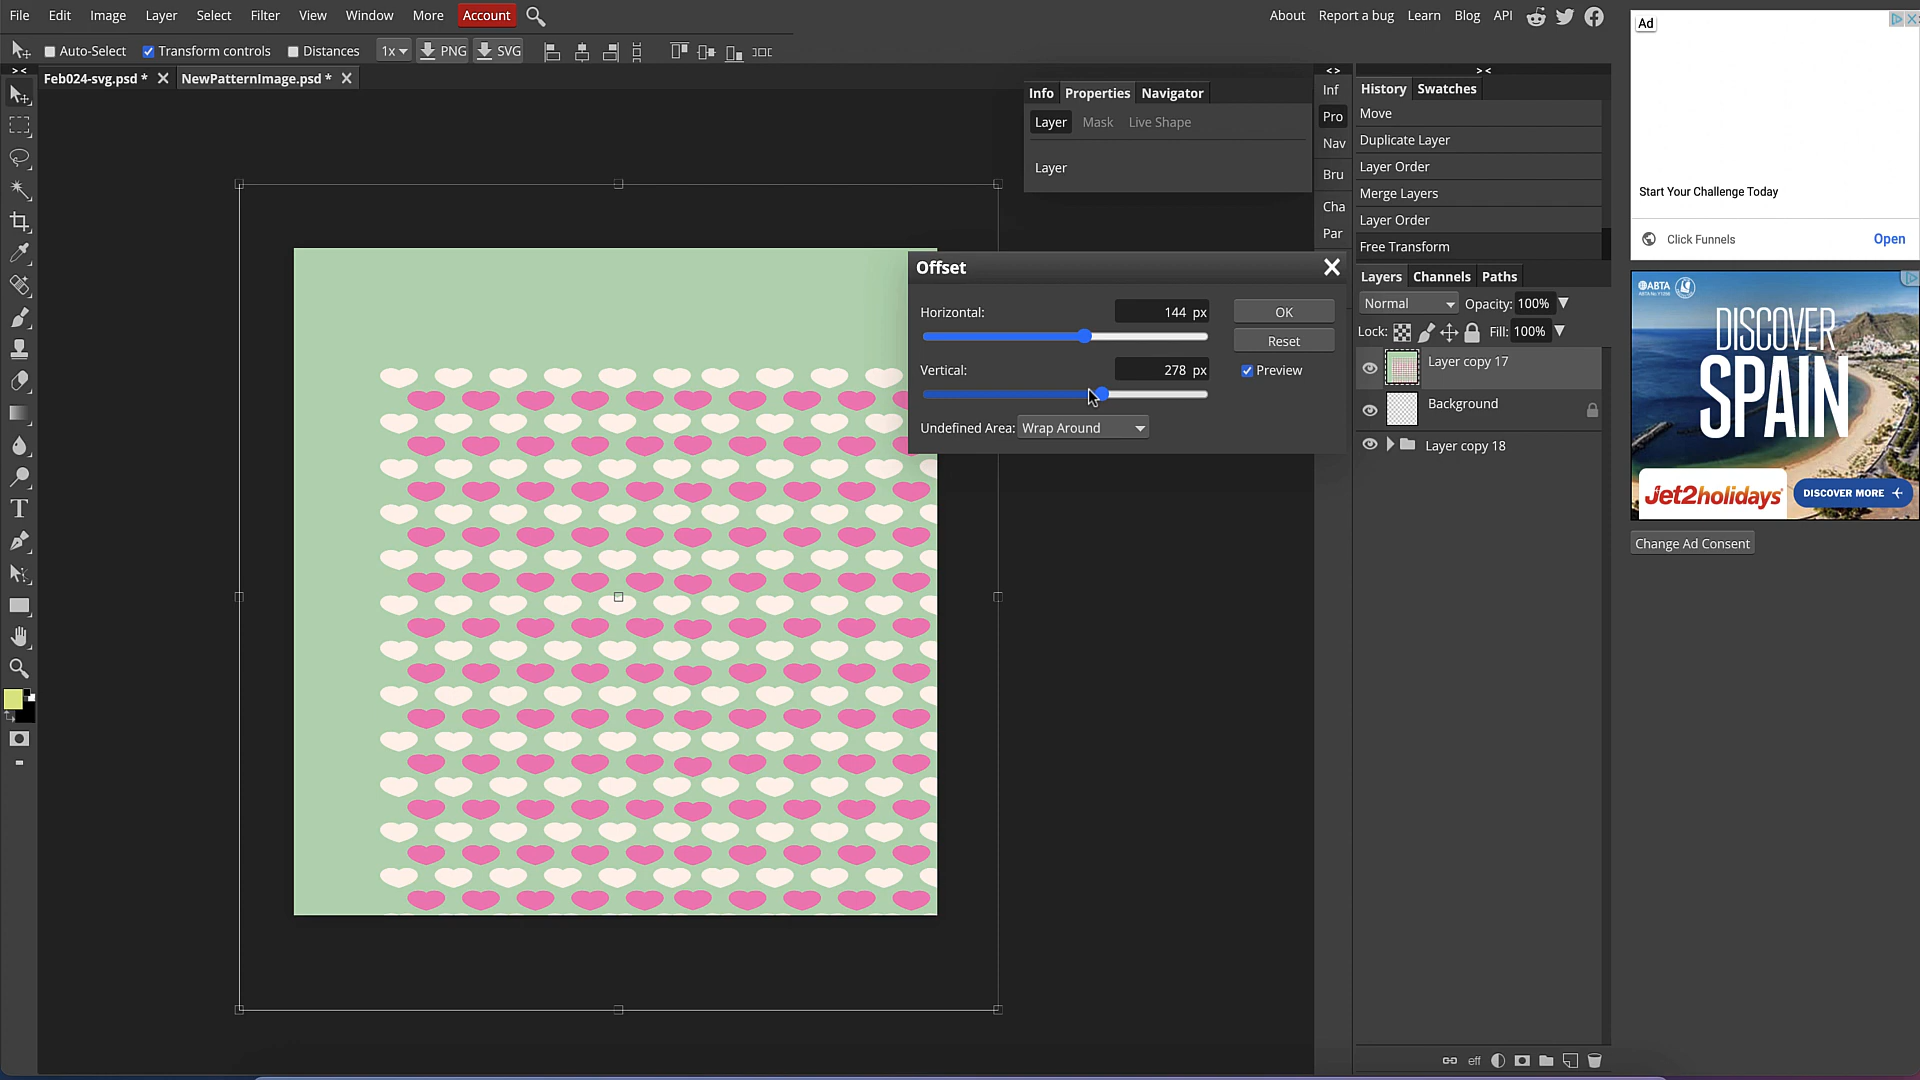 File Edit Image Layer Select Filter View Window More Account
About Report a bug Learn Blog API
Auto-Select Transform controls Distances 1x PNG SVG
> < Feb024-svg.psd * NewPatternImage.psd *
Info Properties Navigator
Layer Mask Live Shape
Layer
< >
Inf
Pro
Nav
Bru
Cha
Par
> <
History Swatches
Move
Duplicate Layer
Layer Order
Merge Layers
Layer Order
Free Transform
Offset
Horizontal: 144 px OK
Reset
Vertical: 278 px Preview
Undefined Area: Wrap Around
Layers Channels Paths
Normal Opacity: 100%
Lock: Fill: 100%
Layer copy 17
Background
Layer copy 18
eff
Ad
Start Your Challenge Today
Click Funnels Open
ABTA
DISCOVER
SPAIN
Jet2holidays DISCOVER MORE
Change Ad Consent